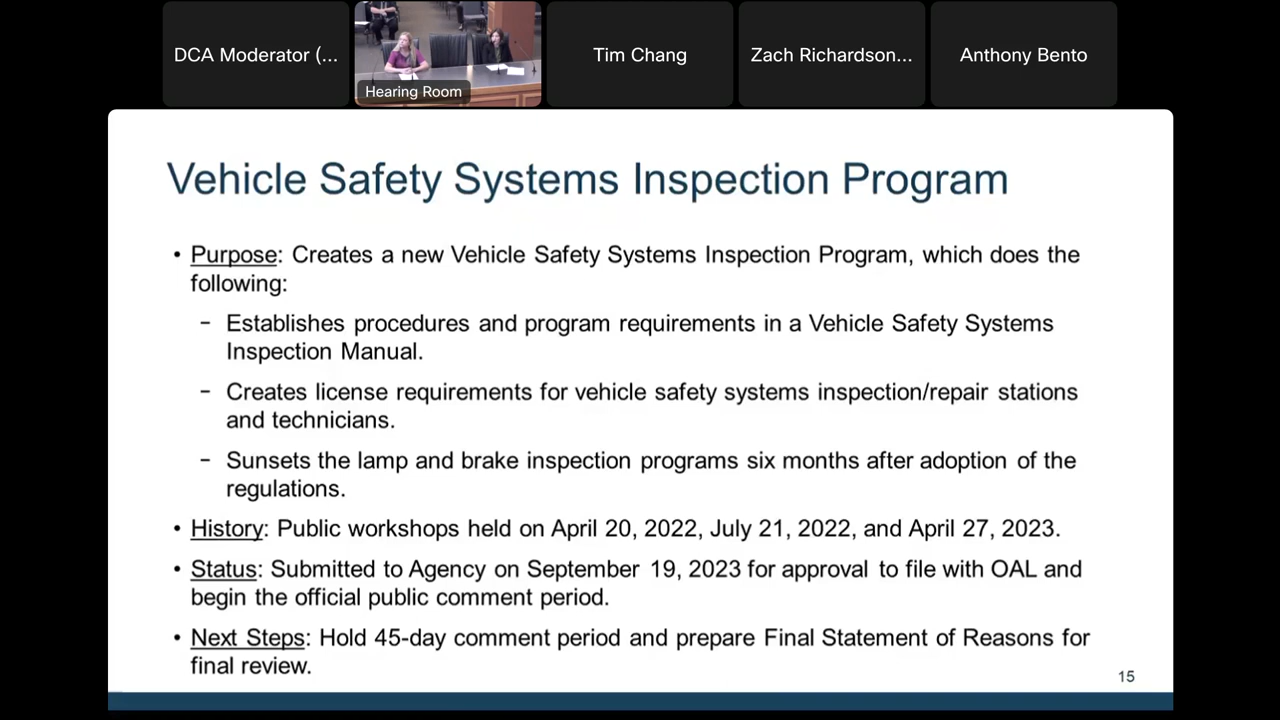 DCA Moderator (...
Hearing Room
Tim Chang
Zach Richardson...
Anthony Bento
Vehicle Safety Systems Inspection Program
• Purpose: Creates a new Vehicle Safety Systems Inspection Program, which does the
following:
− Establishes procedures and program requirements in a Vehicle Safety Systems
Inspection Manual.
− Creates license requirements for vehicle safety systems inspection/repair stations
and technicians.
− Sunsets the lamp and brake inspection programs six months after adoption of the
regulations.
• History: Public workshops held on April 20, 2022, July 21, 2022, and April 27, 2023.
• Status: Submitted to Agency on September 19, 2023 for approval to file with OAL and
begin the official public comment period.
• Next Steps: Hold 45-day comment period and prepare Final Statement of Reasons for
final review.
15